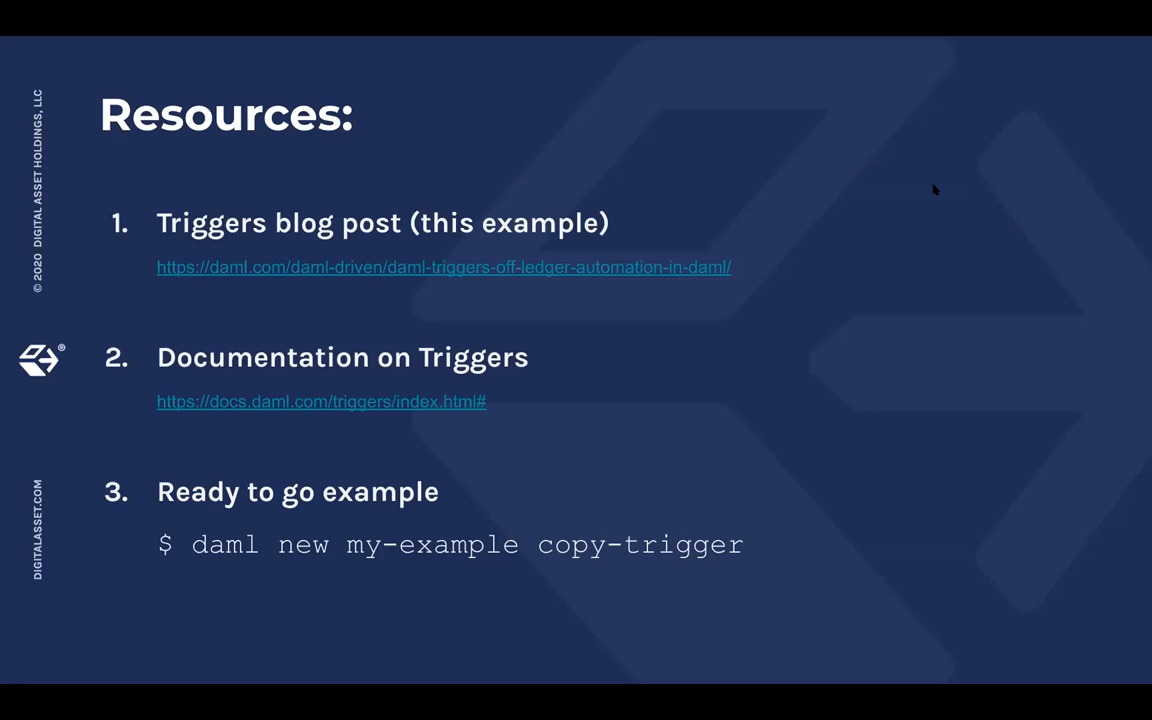 Resources:
1. Triggers blog post (this example)
https://daml.com/daml-driven/daml-triggers-off-ledger-automation-in-daml/
2. Documentation on Triggers
https://docs.daml.com/triggers/index.html#
3. Ready to go example
$ daml new my-example copy-trigger
© 2020 DIGITAL ASSET HOLDINGS, LLC
®
DIGITALASSET.COM